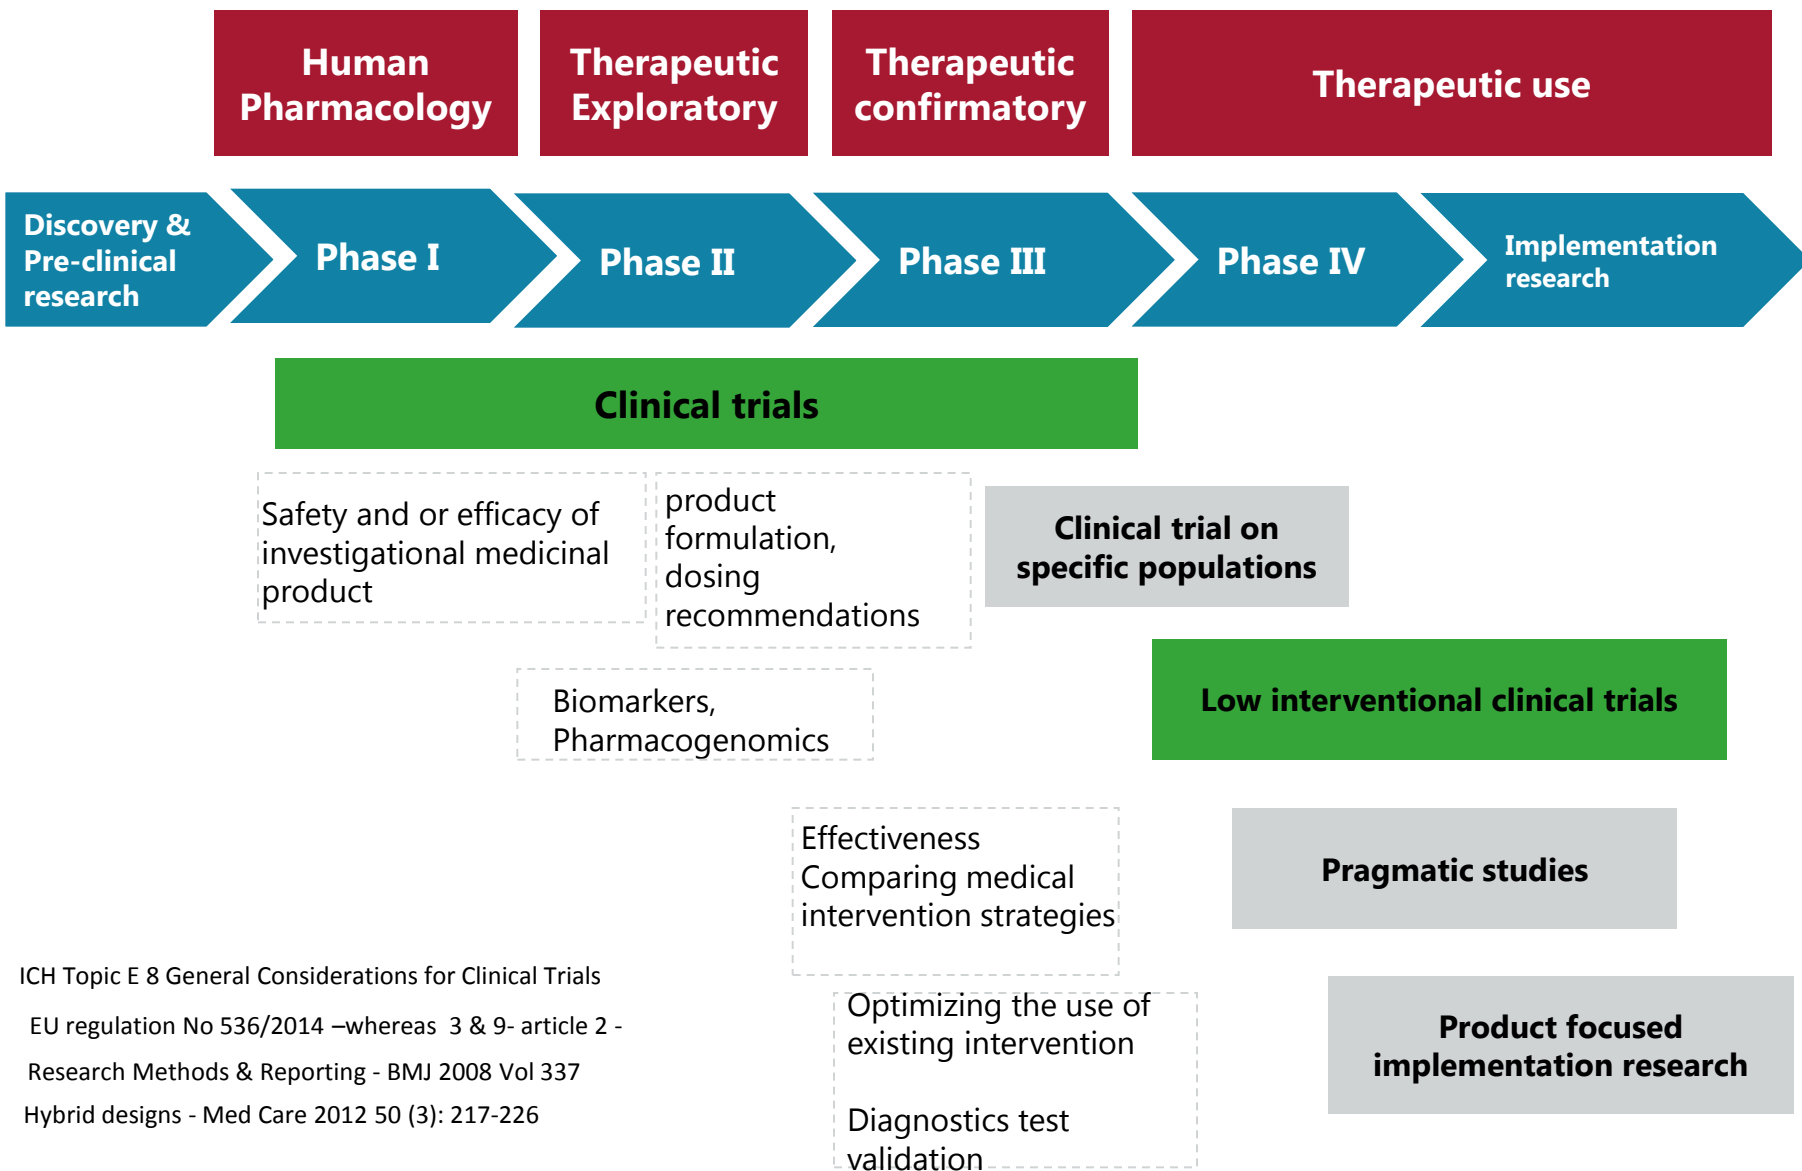 Human
Pharmacology
Therapeutic
Exploratory
Therapeutic
confirmatory
Therapeutic use
Discovery &
Pre-clinical
research
Phase I
Phase II
Phase III
Phase IV
Implementation
research
Clinical trials
Safety and or efficacy of
investigational medicinal
product
product
formulation,
dosing
recommendations
Clinical trial on
specific populations
Biomarkers,
Pharmacogenomics
Low interventional clinical trials
Effectiveness
Comparing medical
intervention strategies
Pragmatic studies
Optimizing the use of
existing intervention
Diagnostics test
validation
Product focused
implementation research
ICH Topic E 8 General Considerations for Clinical Trials
EU regulation No 536/2014 –whereas  3 & 9- article 2 -
Research Methods & Reporting - BMJ 2008 Vol 337
Hybrid designs - Med Care 2012 50 (3): 217-226